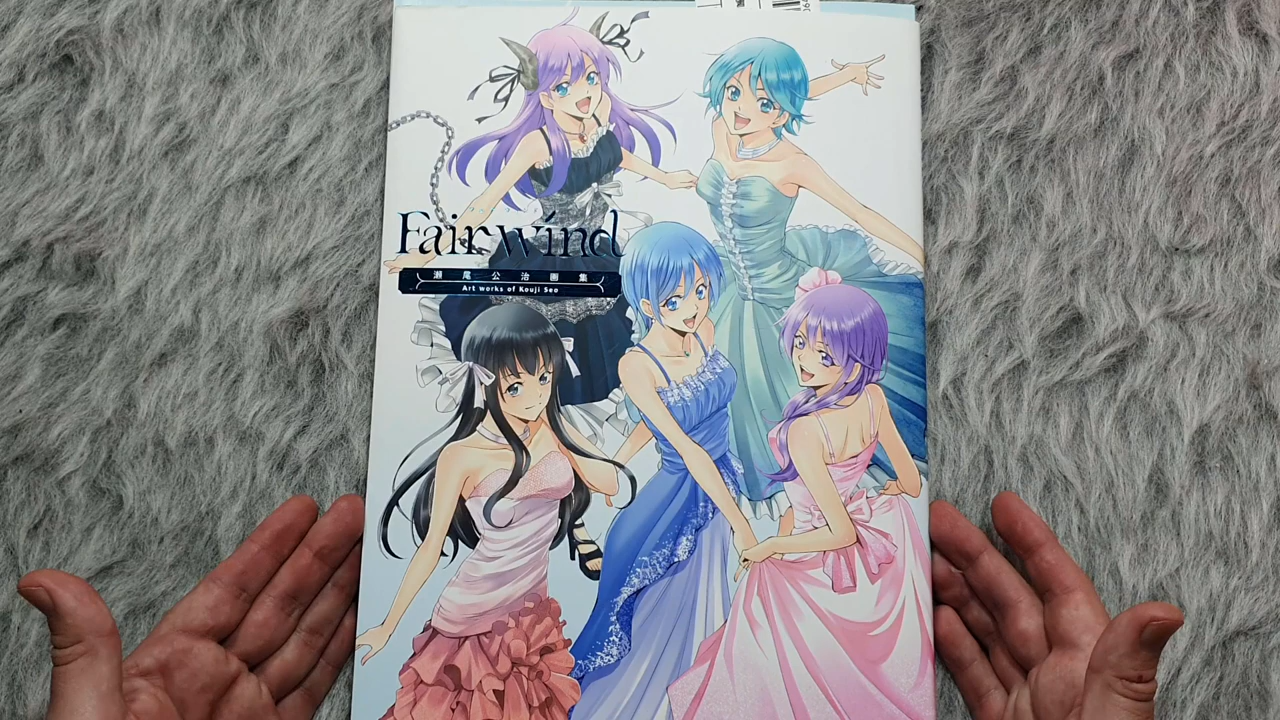 Fairwind
瀬尾公治画集
Art works of Kouji Seo